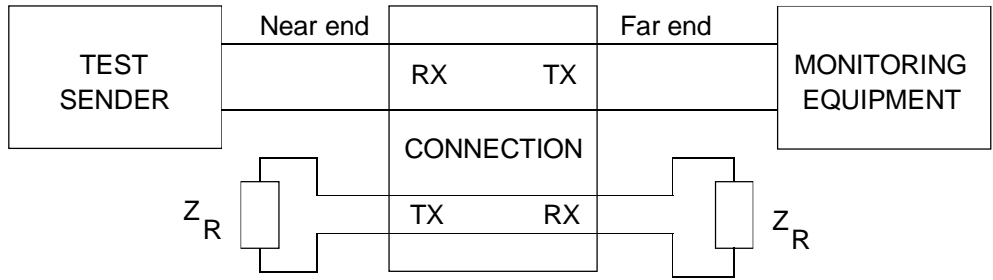 Near end
Far end
TEST
SENDER
RX
TX
MONITORING
EQUIPMENT
CONNECTION
Z
R
TX
RX
Z
R